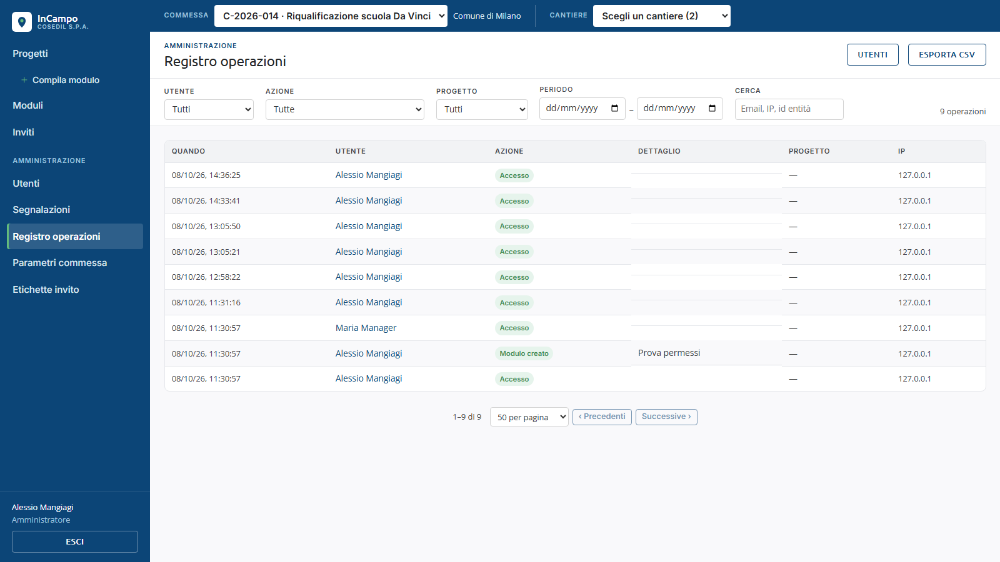 InCampo
COSEDIL S.P.A.
Progetti
+ Compila modulo
Moduli
Inviti
AMMINISTRAZIONE
Utenti
Segnalazioni
Registro operazioni
Parametri commessa
Etichette invito
Alessio Mangiagi
Amministratore
ESCI
COMMESSA C-2026-014 · Riqualificazione scuola Da Vinci Comune di Milano CANTIERE Scegli un cantiere (2)
AMMINISTRAZIONE
Registro operazioni
UTENTI ESPORTA CSV
UTENTE AZIONE PROGETTO PERIODO CERCA
Tutti Tutte Tutti dd/mm/yyyy – dd/mm/yyyy Email, IP, id entità
9 operazioni
QUANDO UTENTE AZIONE DETTAGLIO PROGETTO IP
08/10/26, 14:36:25 Alessio Mangiagi Accesso — 127.0.0.1
08/10/26, 14:33:41 Alessio Mangiagi Accesso — 127.0.0.1
08/10/26, 13:05:50 Alessio Mangiagi Accesso — 127.0.0.1
08/10/26, 13:05:21 Alessio Mangiagi Accesso — 127.0.0.1
08/10/26, 12:58:22 Alessio Mangiagi Accesso — 127.0.0.1
08/10/26, 11:31:16 Alessio Mangiagi Accesso — 127.0.0.1
08/10/26, 11:30:57 Maria Manager Accesso — 127.0.0.1
08/10/26, 11:30:57 Alessio Mangiagi Modulo creato Prova permessi — 127.0.0.1
08/10/26, 11:30:57 Alessio Mangiagi Accesso — 127.0.0.1
1–9 di 9 50 per pagina ‹ Precedenti Successive ›